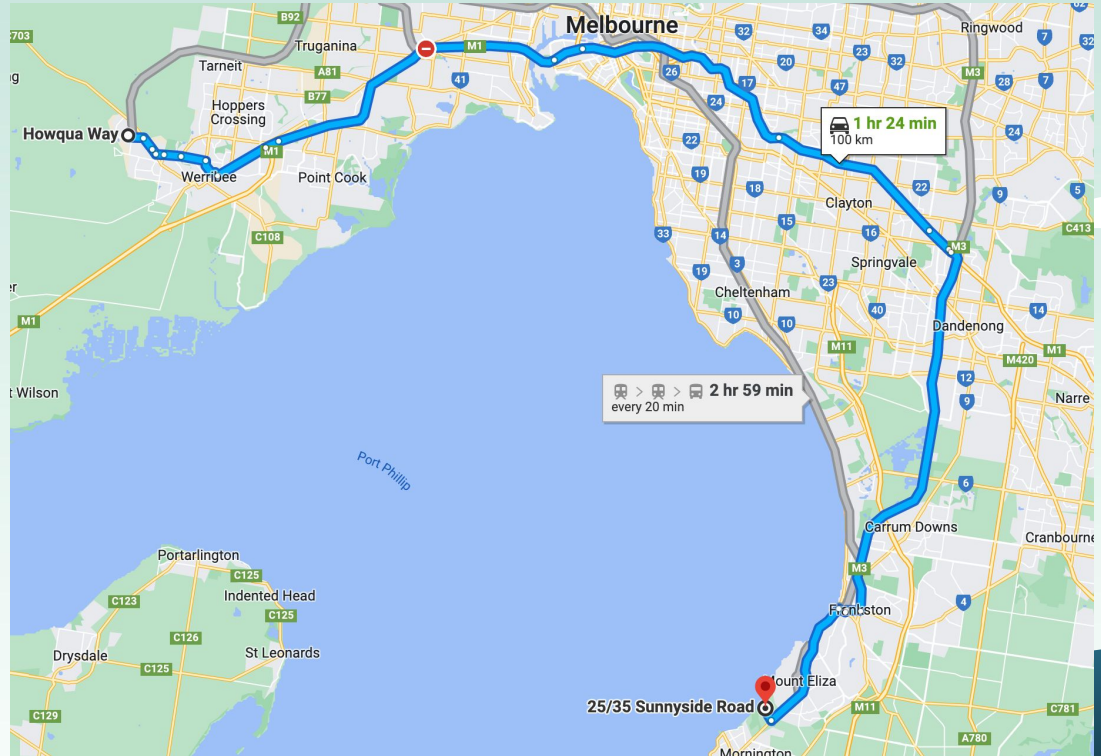 B92
Melbourne
32
34
Ringwood
62
703
Truganina
M1
23
7
32
Tarneit
A81
41
26
20
32
M3
28
7
B77
17
47
Hoppers
Crossing
24
1 hr 24 min
100 km
24
Howqua Way
22
M1
Werribee
Point Cook
19
18
22
9
5
Clayton
C108
33
14
15
16
C413
M3
19
3
Springvale
23
Cheltenham
M1
10
10
40
14
Dandenong
M11
M420
M1
t Wilson
2 hr 59 min
every 20 min
12
9
Narre
Port Phillip
6
Carrum Downs
Cranbourne
Portarlington
C125
M3
Indented Head
C123
C125
Frankston
4
C126
Drysdale
St Leonards
C125
Mount Eliza
25/35 Sunnyside Road
M11
C781
C129
A780
Mornington